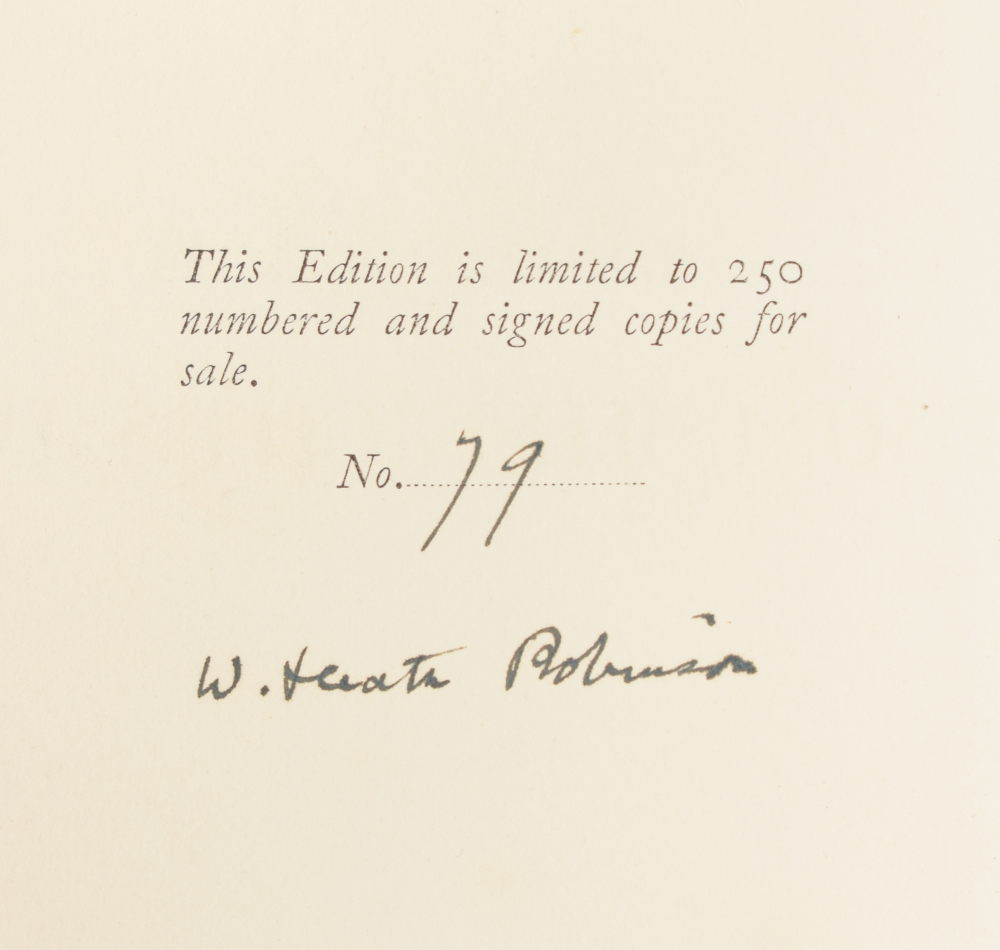 This Edition is limited to 250
numbered and signed copies for
sale.
No. 79
W. Heath Robinson